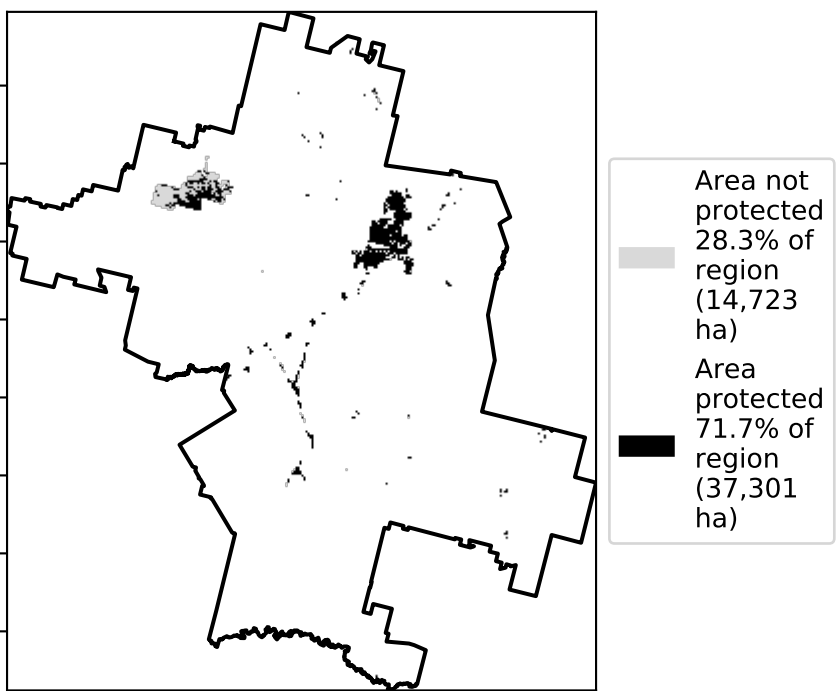 Area not
protected
28.3% of
region
(14,723
ha)
Area
protected
71.7% of
region
(37,301
ha)